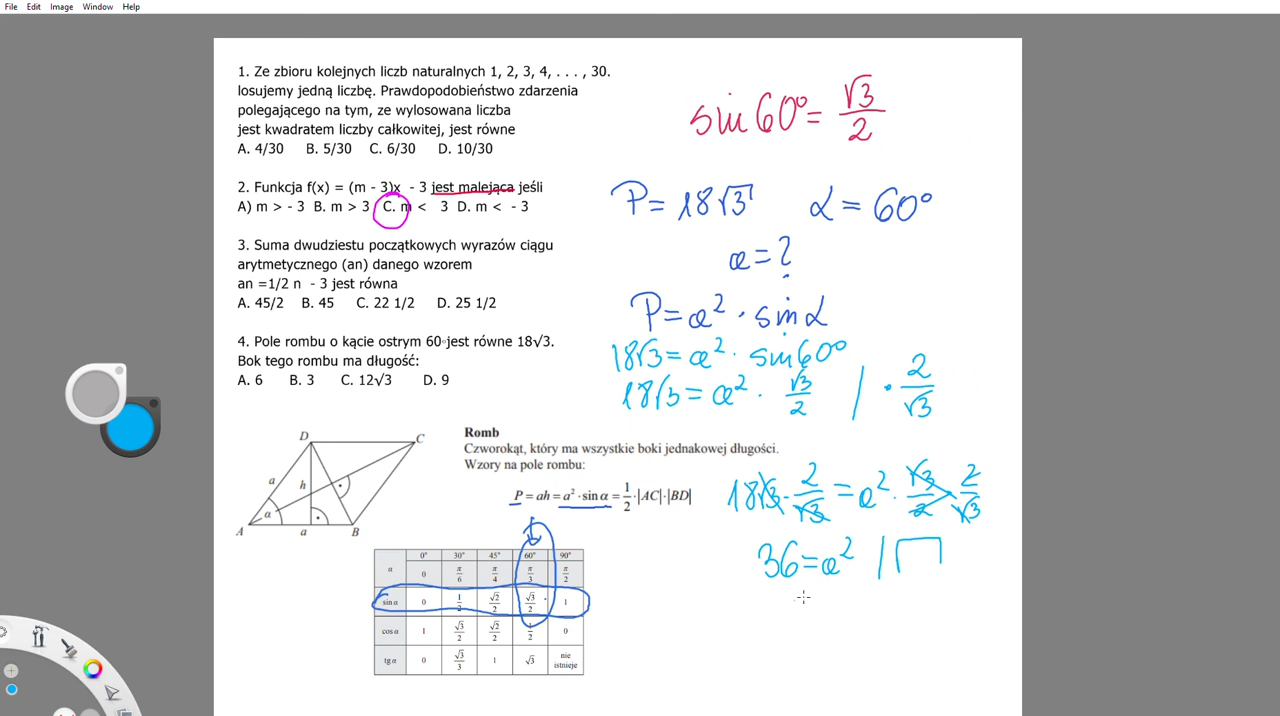 File Edit Image Window Help
1. Ze zbioru kolejnych liczb naturalnych 1, 2, 3, 4, . . . , 30.
losujemy jedną liczbę. Prawdopodobieństwo zdarzenia
polegającego na tym, ze wylosowana liczba
jest kwadratem liczby całkowitej, jest równe
A. 4/30 B. 5/30 C. 6/30 D. 10/30
2. Funkcja f(x) = (m - 3)x - 3 jest malejąca jeśli
A) m > - 3 B. m > 3 C. m < 3 D. m < - 3
3. Suma dwudziestu początkowych wyrazów ciągu
arytmetycznego (an) danego wzorem
an =1/2 n - 3 jest równa
A. 45/2 B. 45 C. 22 1/2 D. 25 1/2
4. Pole rombu o kącie ostrym 60◦jest równe 18√3.
Bok tego rombu ma długość:
A. 6 B. 3 C. 12√3 D. 9
sin60°= √3/2
P=18√3 α=60°
a=?
P=a²·sinα
18√3=a²·sin60°
18√3=a²·√3/2 /·2/√3
18√3·2/√3=a²·√3/2·2/√3
36=a² /√
D C
a h
α
A a B
Romb
Czworokąt, który ma wszystkie boki jednakowej długości.
Wzory na pole rombu:
P = ah = a²·sin α = 1/2·|AC|·|BD|
α 0° 30° 45° 60° 90°
0 π/6 π/4 π/3 π/2
sin α 0 1/2 √2/2 √3/2 1
cos α 1 √3/2 √2/2 1/2 0
tg α 0 √3/3 1 √3 nie istnieje